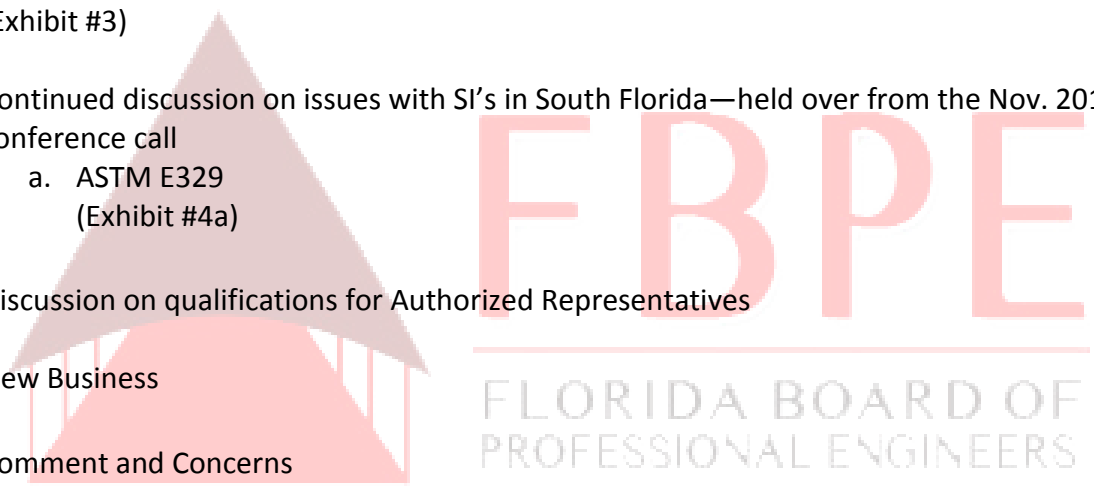 Exhibit #3)
ontinued discussion on issues with SI's in South Florida—held over from the Nov. 201
onference call
a. ASTM E329
(Exhibit #4a)
iscussion on qualifications for Authorized Representatives
ew Business
omment and Concerns
FBPE
FLORIDA BOARD OF
PROFESSIONAL ENGINEERS